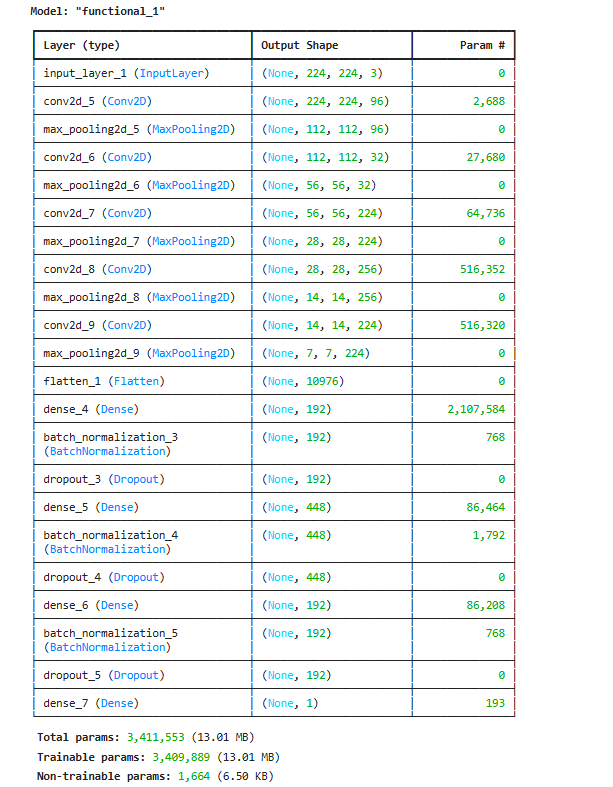 Model: "functional_1"
Layer (type) Output Shape Param #
input_layer_1 (InputLayer) (None, 224, 224, 3) 0
conv2d_5 (Conv2D) (None, 224, 224, 96) 2,688
max_pooling2d_5 (MaxPooling2D) (None, 112, 112, 96) 0
conv2d_6 (Conv2D) (None, 112, 112, 32) 27,680
max_pooling2d_6 (MaxPooling2D) (None, 56, 56, 32) 0
conv2d_7 (Conv2D) (None, 56, 56, 224) 64,736
max_pooling2d_7 (MaxPooling2D) (None, 28, 28, 224) 0
conv2d_8 (Conv2D) (None, 28, 28, 256) 516,352
max_pooling2d_8 (MaxPooling2D) (None, 14, 14, 256) 0
conv2d_9 (Conv2D) (None, 14, 14, 224) 516,320
max_pooling2d_9 (MaxPooling2D) (None, 7, 7, 224) 0
flatten_1 (Flatten) (None, 10976) 0
dense_4 (Dense) (None, 192) 2,107,584
batch_normalization_3 (None, 192) 768
(BatchNormalization)
dropout_3 (Dropout) (None, 192) 0
dense_5 (Dense) (None, 448) 86,464
batch_normalization_4 (None, 448) 1,792
(BatchNormalization)
dropout_4 (Dropout) (None, 448) 0
dense_6 (Dense) (None, 192) 86,208
batch_normalization_5 (None, 192) 768
(BatchNormalization)
dropout_5 (Dropout) (None, 192) 0
dense_7 (Dense) (None, 1) 193
Total params: 3,411,553 (13.01 MB)
Trainable params: 3,409,889 (13.01 MB)
Non-trainable params: 1,664 (6.50 KB)